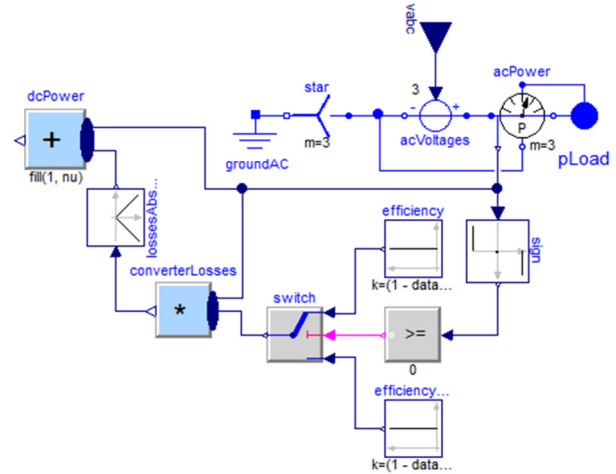 vabc
acPower
3
star
dcPower
- +
P
+
groundAC
m=3
acVoltages
m=3
pLoad
fill(1, nu)
lossesAbs...
efficiency
sign
k=(1 - data...
converterLosses
switch
*
>=
0
efficiency...
k=(1 - data...